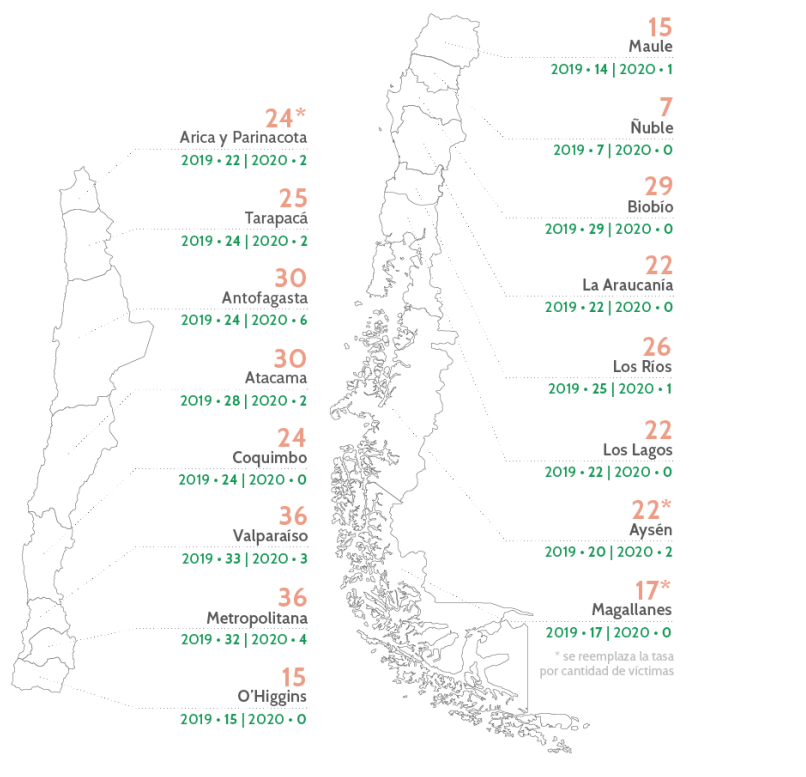 24*
Arica y Parinacota
2019 • 22 | 2020 • 2
25
Tarapacá
2019 • 24 | 2020 • 2
30
Antofagasta
2019 • 24 | 2020 • 6
30
Atacama
2019 • 28 | 2020 • 2
24
Coquimbo
2019 • 24 | 2020 • 0
36
Valparaíso
2019 • 33 | 2020 • 3
36
Metropolitana
2019 • 32 | 2020 • 4
15
O'Higgins
2019 • 15 | 2020 • 0
15
Maule
2019 • 14 | 2020 • 1
7
Ñuble
2019 • 7 | 2020 • 0
29
Biobío
2019 • 29 | 2020 • 0
22
La Araucanía
2019 • 22 | 2020 • 0
26
Los Ríos
2019 • 25 | 2020 • 1
22
Los Lagos
2019 • 22 | 2020 • 0
22*
Aysén
2019 • 20 | 2020 • 2
17*
Magallanes
2019 • 17 | 2020 • 0
* se reemplaza la tasa
por cantidad de víctimas